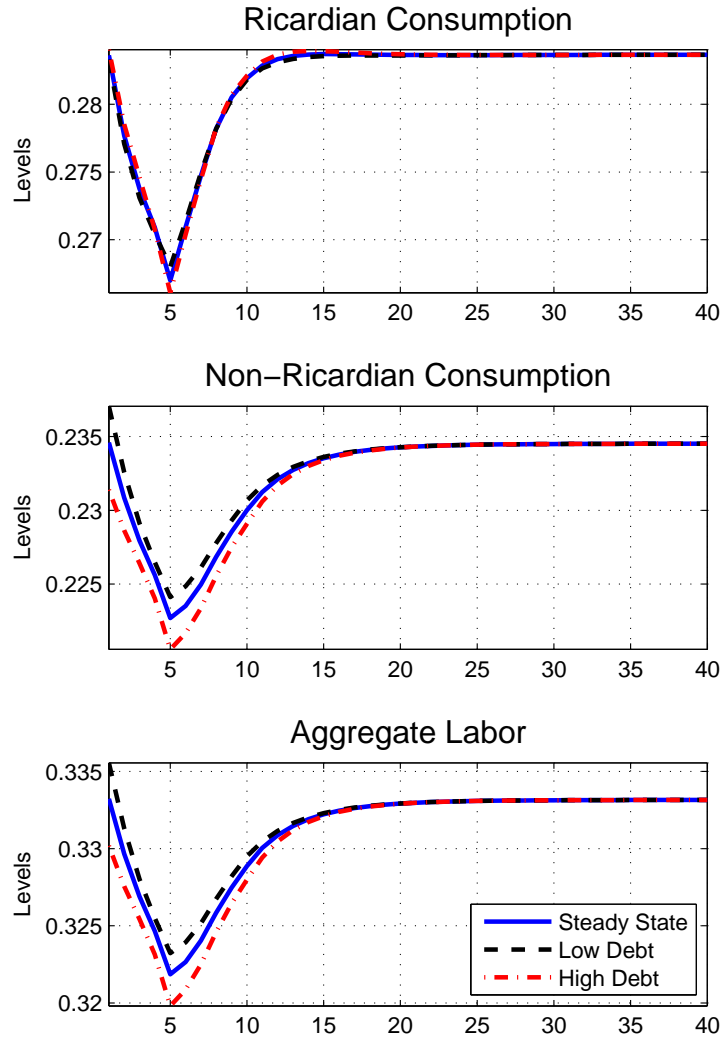 Ricardian Consumption
Levels
0.28
0.275
0.27
5 10 15 20 25 30 35 40
Non−Ricardian Consumption
Levels
0.235
0.23
0.225
5 10 15 20 25 30 35 40
Aggregate Labor
Levels
0.335
0.33
0.325
0.32
Steady State
Low Debt
High Debt
5 10 15 20 25 30 35 40